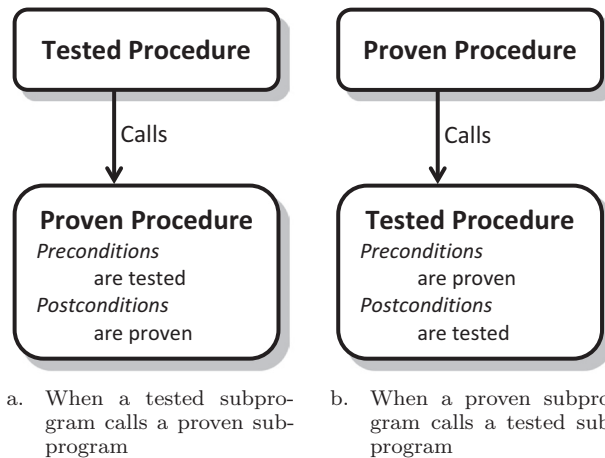 Tested Procedure
Calls
Proven Procedure
Preconditions
are tested
Postconditions
are proven
a. When a tested subpro-
gram calls a proven sub-
program
Proven Procedure
Calls
Tested Procedure
Preconditions
are proven
Postconditions
are tested
b. When a proven subpro
gram calls a tested sub
program